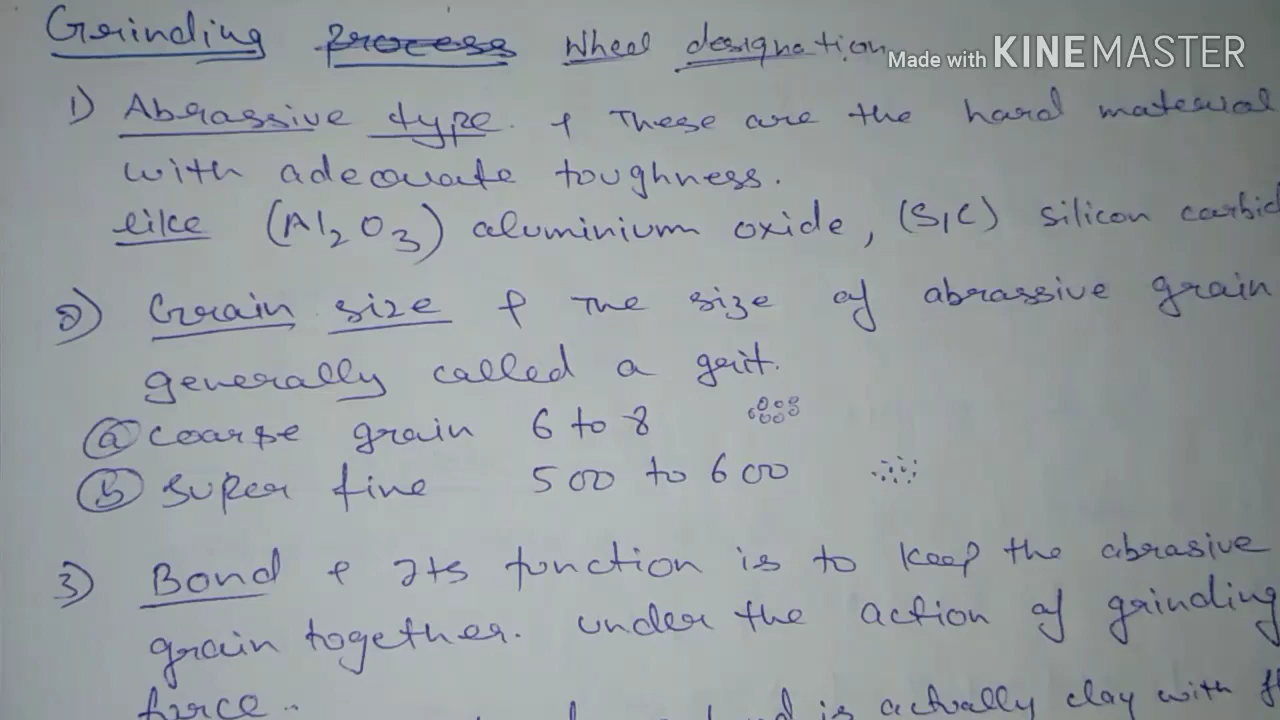 Grinding process Wheel designation
Made with KINEMASTER
1) Abrassive type : These are the hard material
with adequate toughness.
like (Al2O3) aluminium oxide, (SiC) silicon carbid
2) Grain size : The size of abrassive grain
generally called a grit.
(a) coarse grain 6 to 8
(b) super fine 500 to 600
3) Bond : Its function is to keep the abrasive
grain together. under the action of grinding
force..
is actually clay with